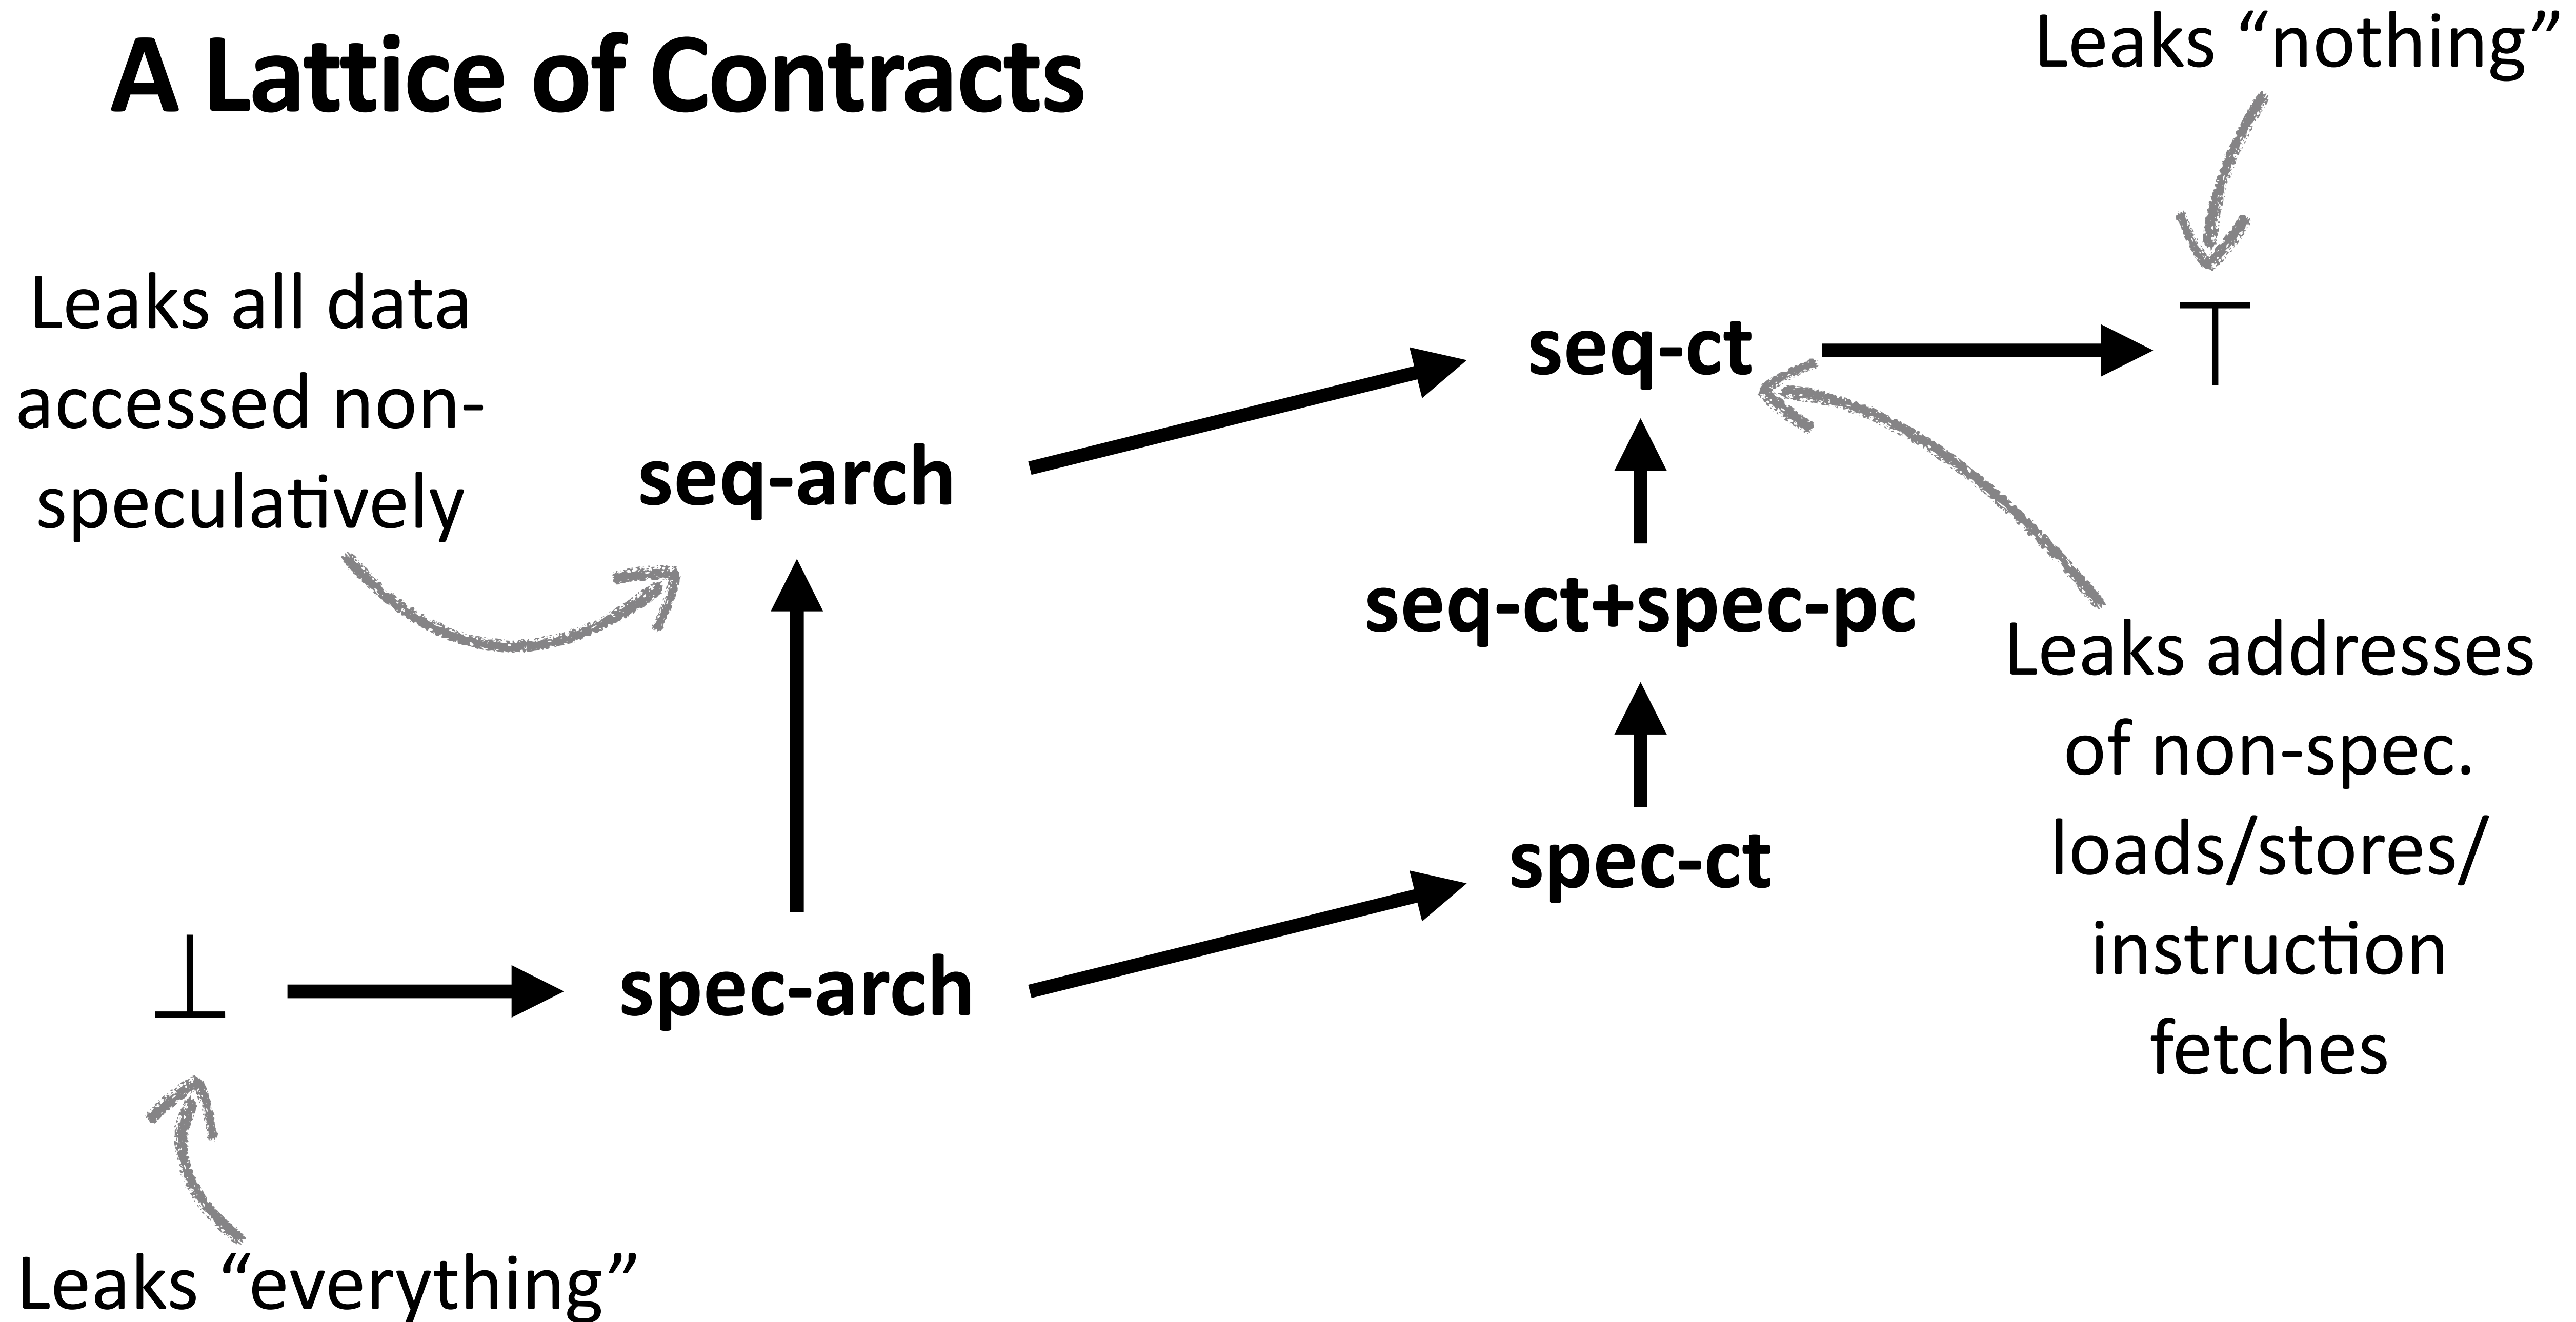 A Lattice of Contracts
Leaks “nothing”
Leaks all data
accessed non-
speculatively
seq-ct
⊤
seq-arch
seq-ct+spec-pc
Leaks addresses
of non-spec.
loads/stores/
instruction
fetches
spec-ct
⊥
spec-arch
Leaks “everything”